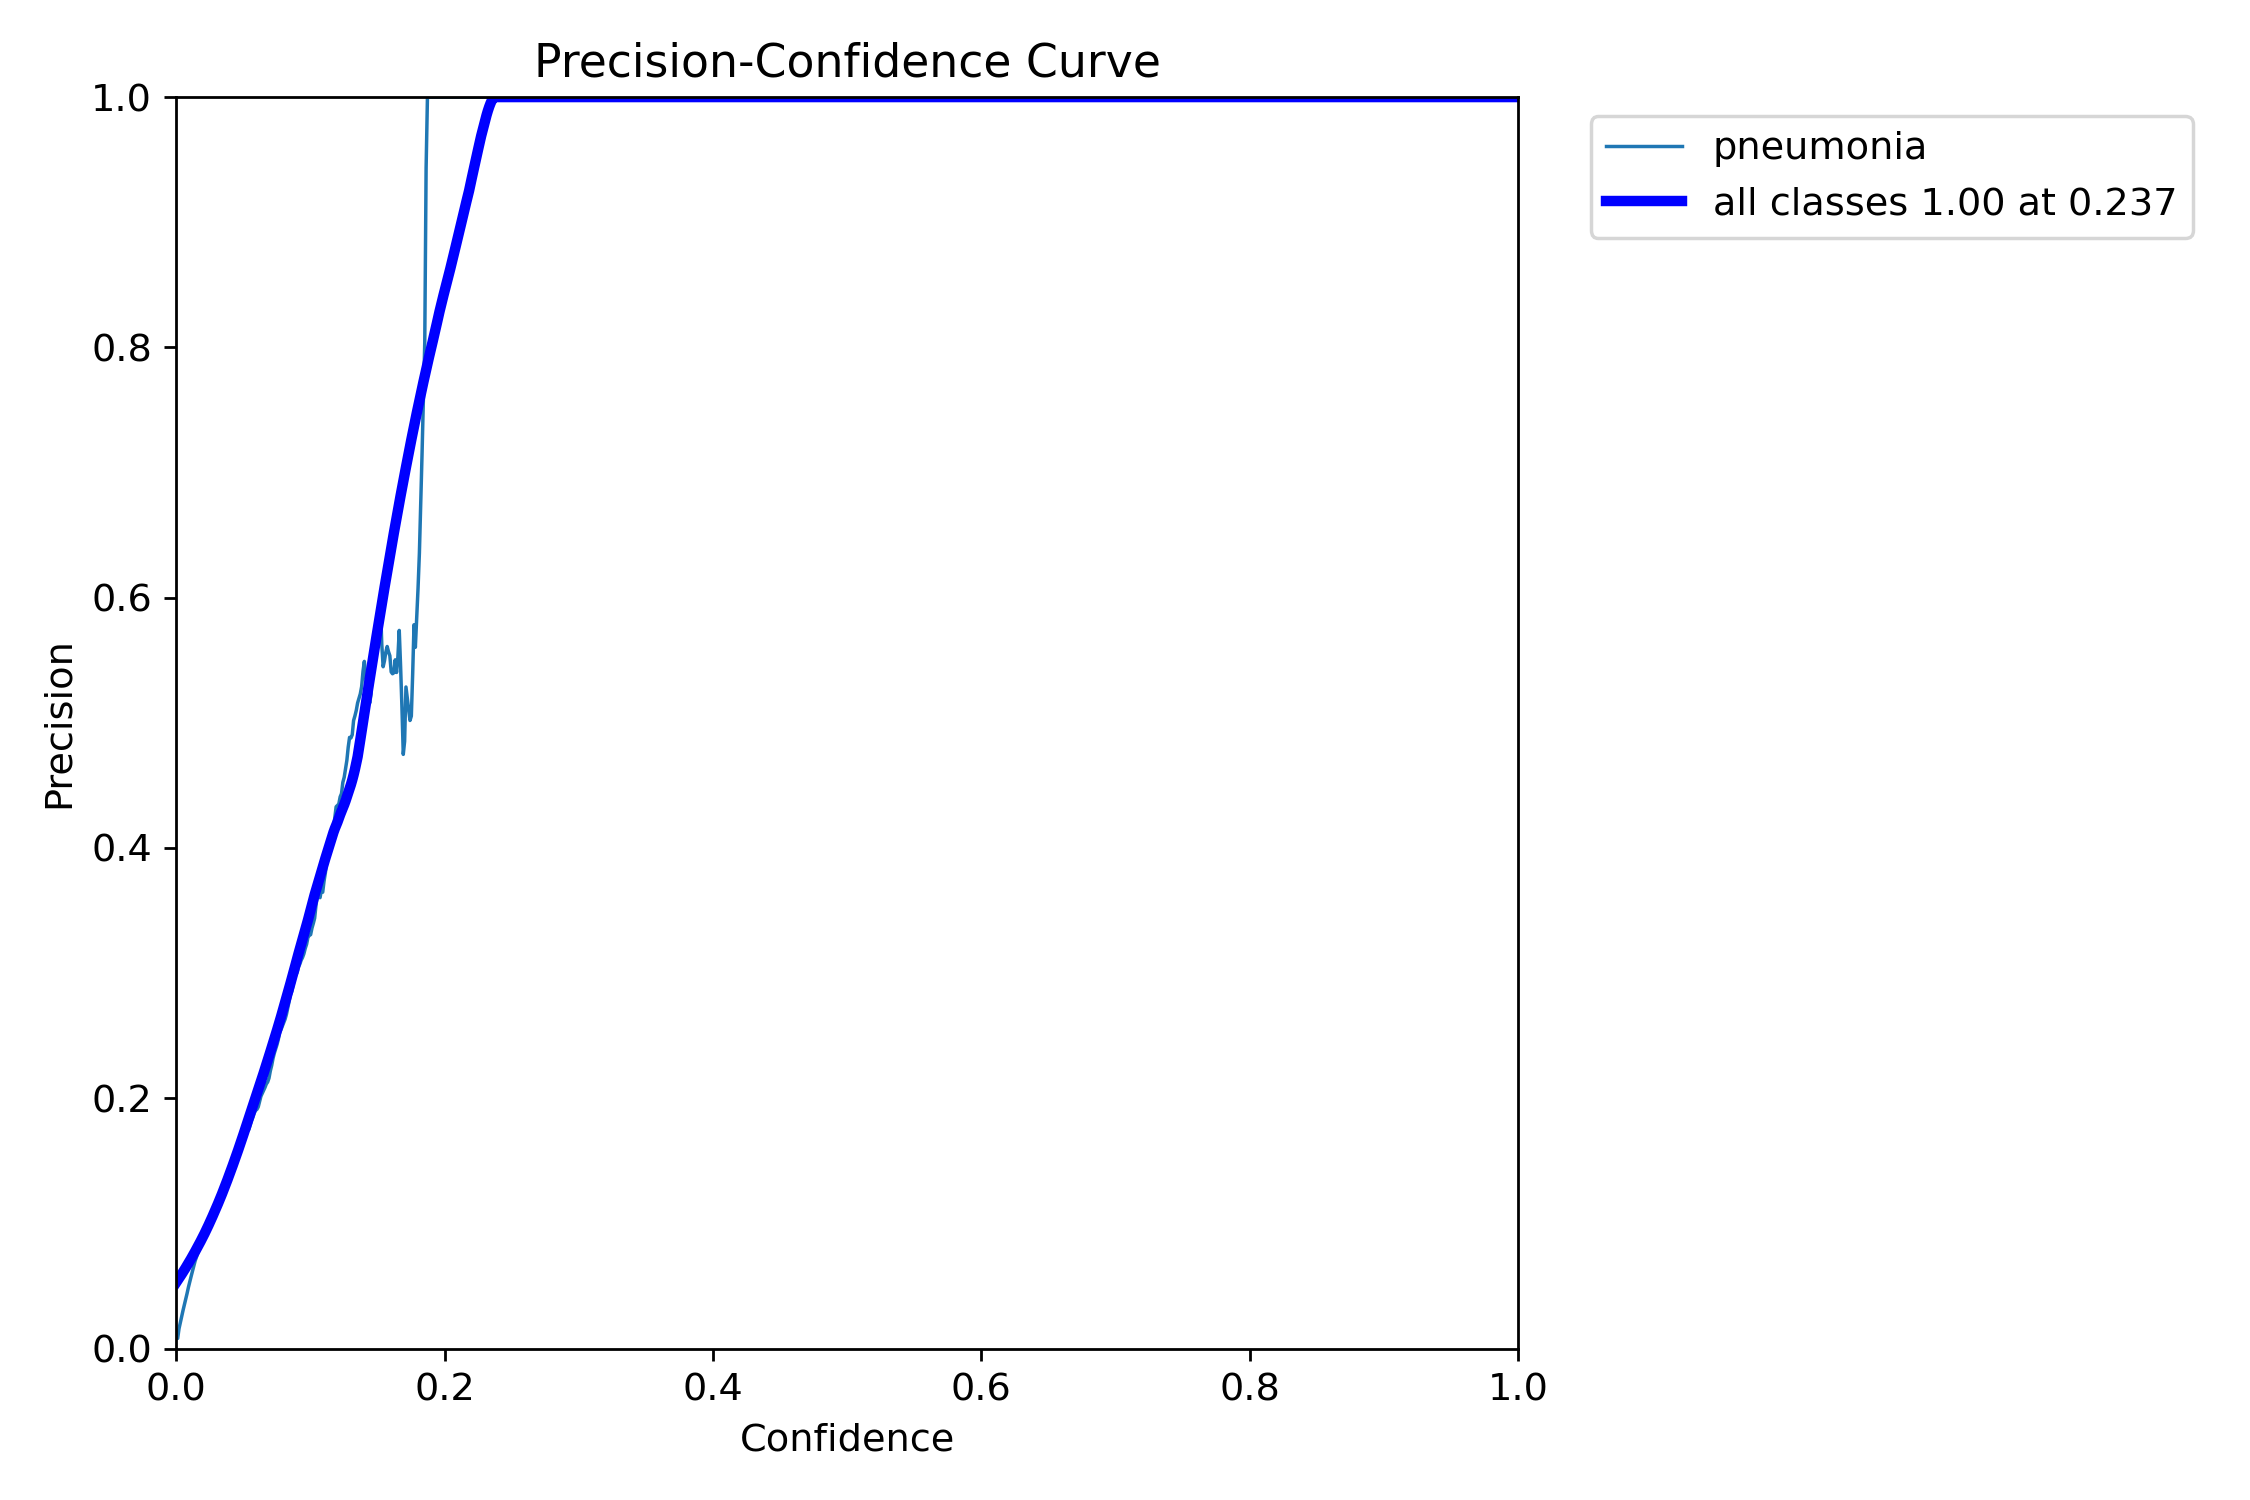 Precision-Confidence Curve
1.0
0.8
0.6
0.4
0.2
0.0
Precision
0.0 0.2 0.4 0.6 0.8 1.0
Confidence
pneumonia
all classes 1.00 at 0.237